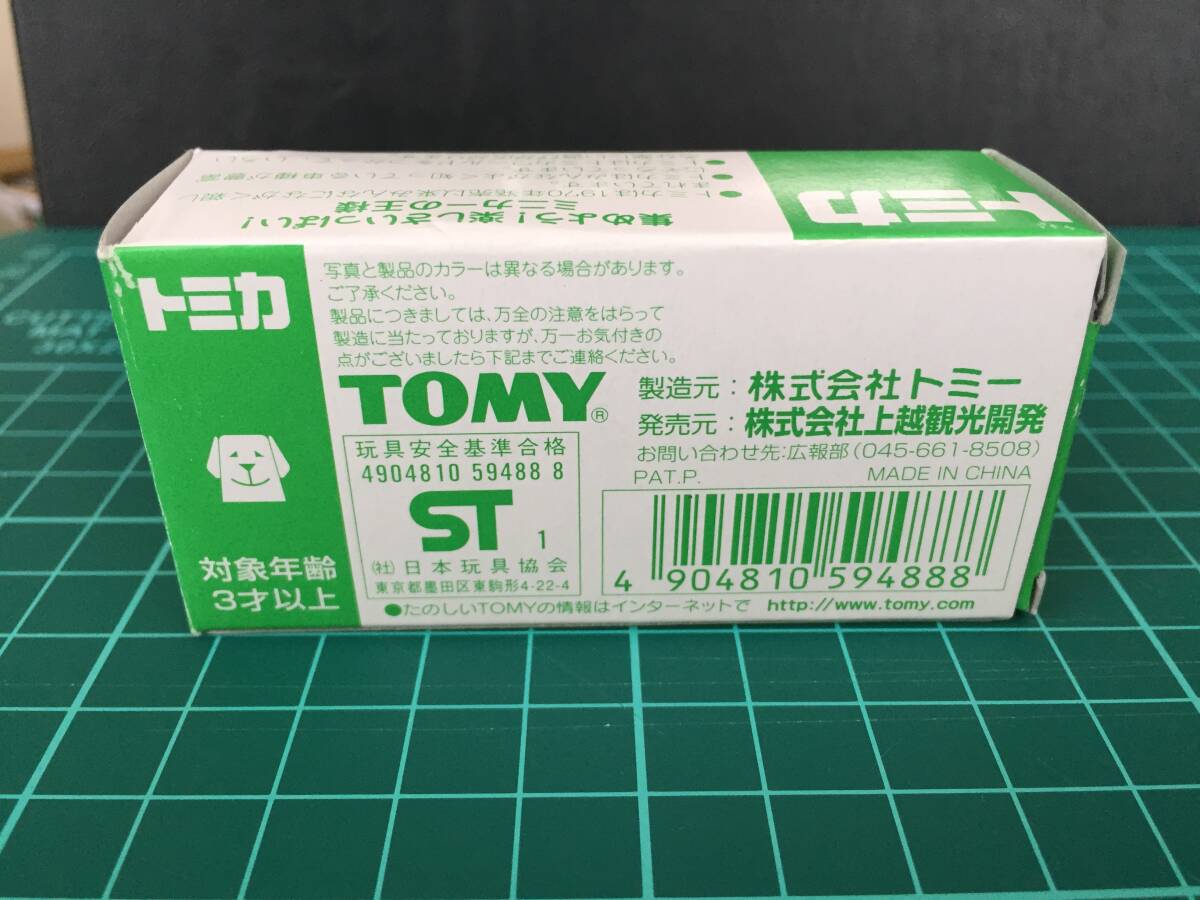 トミカ
集めよう!楽しさいっぱい!
ミニカーの王様
トミカ
写真と製品のカラーは異なる場合があります。
ご了承ください。
製品につきましては、万全の注意をはらって
製造に当たっておりますが、万一お気付きの
点がございましたら下記までご連絡ください。
TOMY®
製造元:株式会社トミー
発売元:株式会社上越観光開発
お問い合わせ先:広報部(045-661-8508)
PAT.P. MADE IN CHINA
玩具安全基準合格
4904810 59488 8
ST 1
(社)日本玩具協会
東京都墨田区東駒形4-22-4
4 904810 594888
●たのしいTOMYの情報はインターネットで http://www.tomy.com
対象年齢
3才以上